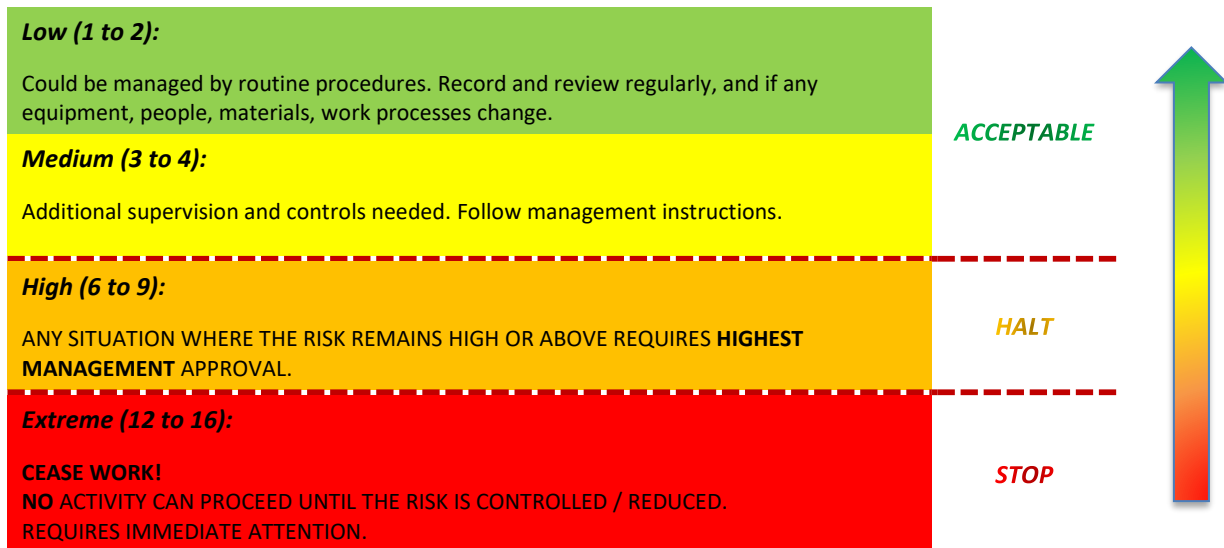 Low (1 to 2):
Could be managed by routine procedures. Record and review regularly, and if any
equipment, people, materials, work processes change.
ACCEPTABLE
Medium (3 to 4):
Additional supervision and controls needed. Follow management instructions.
High (6 to 9):
HALT
ANY SITUATION WHERE THE RISK REMAINS HIGH OR ABOVE REQUIRES HIGHEST
MANAGEMENT APPROVAL.
Extreme (12 to 16):
CEASE WORK!
STOP
NO ACTIVITY CAN PROCEED UNTIL THE RISK IS CONTROLLED / REDUCED.
REQUIRES IMMEDIATE ATTENTION.